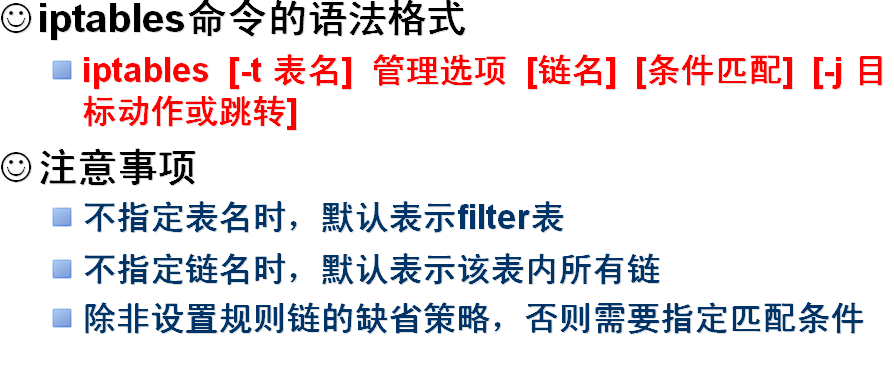 iptables命令的语法格式
iptables [-t 表名] 管理选项 [链名] [条件匹配] [-j 目
标动作或跳转]
注意事项
不指定表名时，默认表示filter表
不指定链名时，默认表示该表内所有链
除非设置规则链的缺省策略，否则需要指定匹配条件